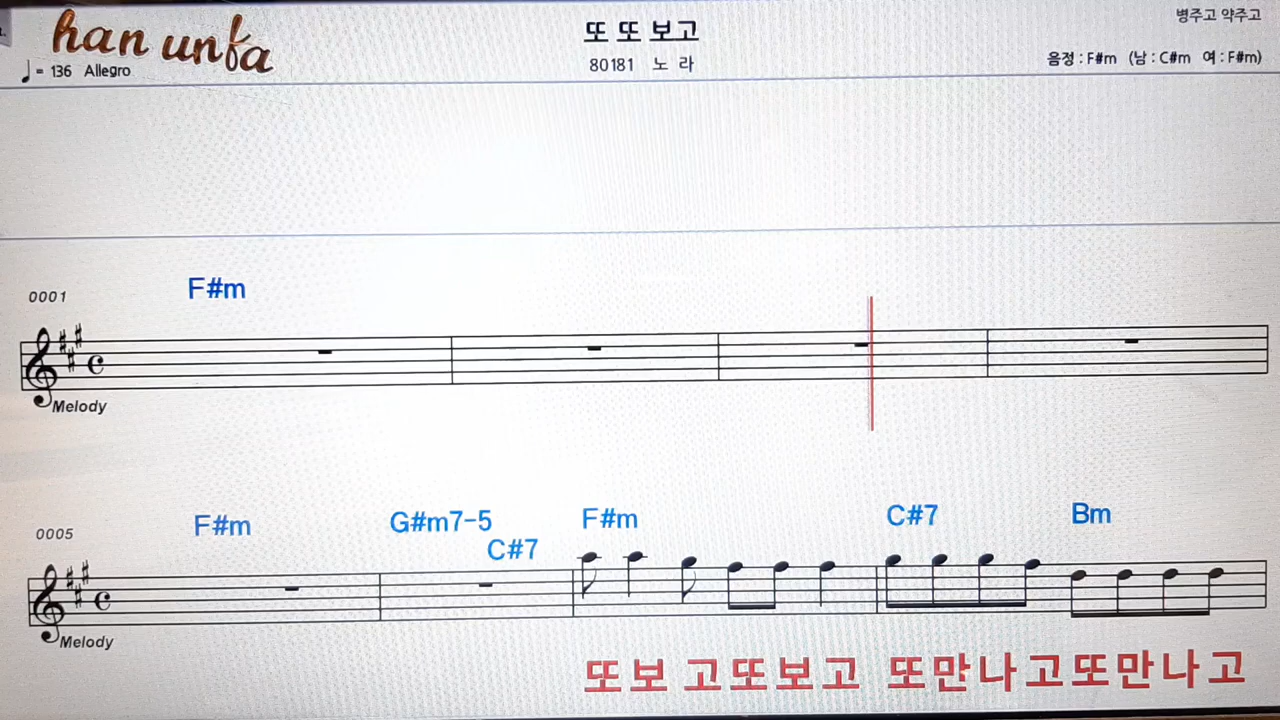 han unfa
또 또 보고
병주고 약주고
♩= 136 Allegro
80181 노 라
음정 : F#m (남 : C#m 여 : F#m)
0001
F#m
Melody
0005
F#m G#m7-5 C#7 F#m C#7 Bm
Melody
또보 고또보고 또만나고또만나고